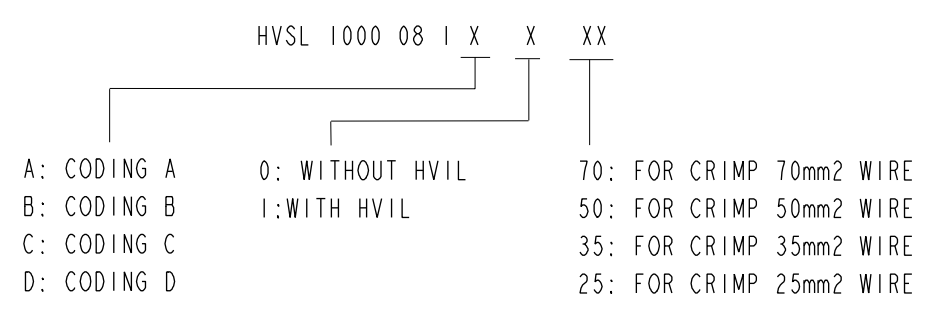 HVSL 1000 08 1 X X XX
A: CODING A 0: WITHOUT HVIL 70: FOR CRIMP 70mm2 WIRE
B: CODING B 1:WITH HVIL 50: FOR CRIMP 50mm2 WIRE
C: CODING C 35: FOR CRIMP 35mm2 WIRE
D: CODING D 25: FOR CRIMP 25mm2 WIRE